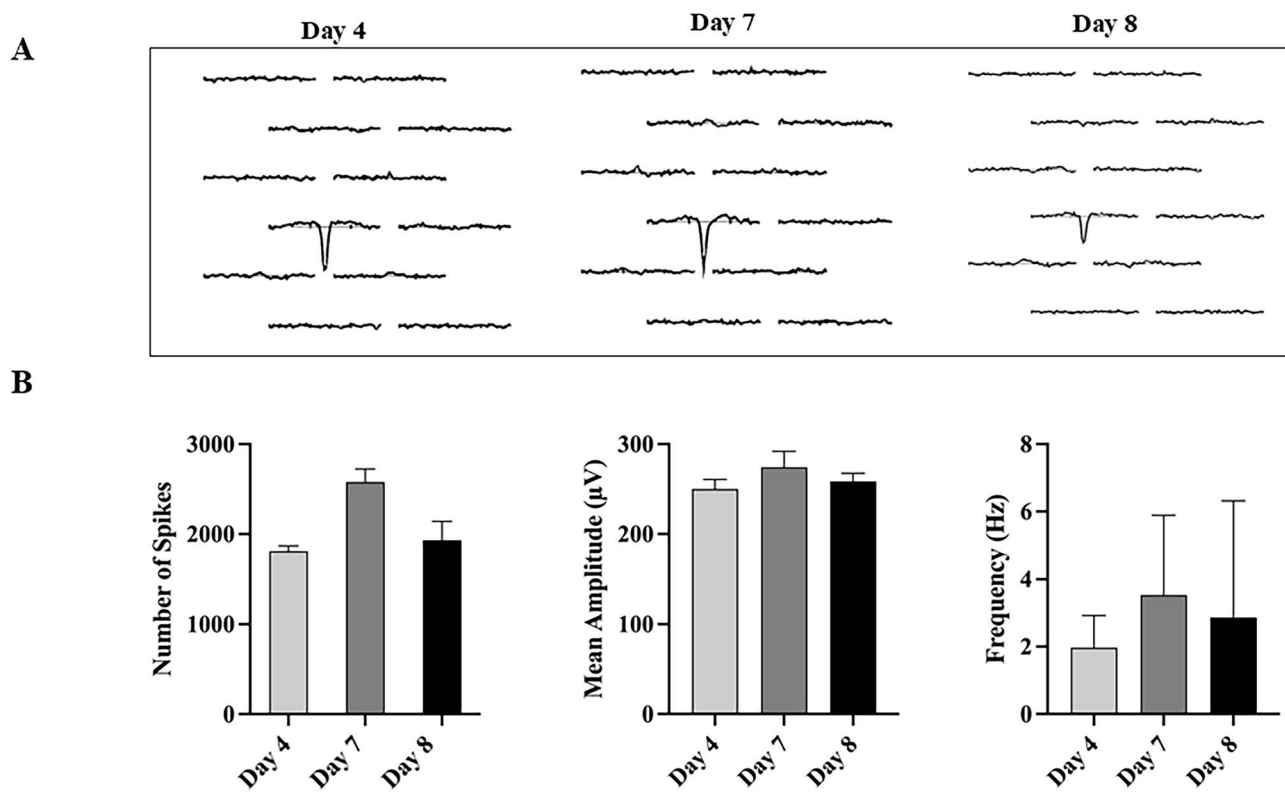 A
Day 4
Day 7
Day 8
B
Number of Spikes
3000
2000
1000
0
Day 4
Day 7
Day 8
Mean Amplitude (µV)
300
200
100
0
Day 4
Day 7
Day 8
Frequency (Hz)
8
6
4
2
0
Day 4
Day 7
Day 8